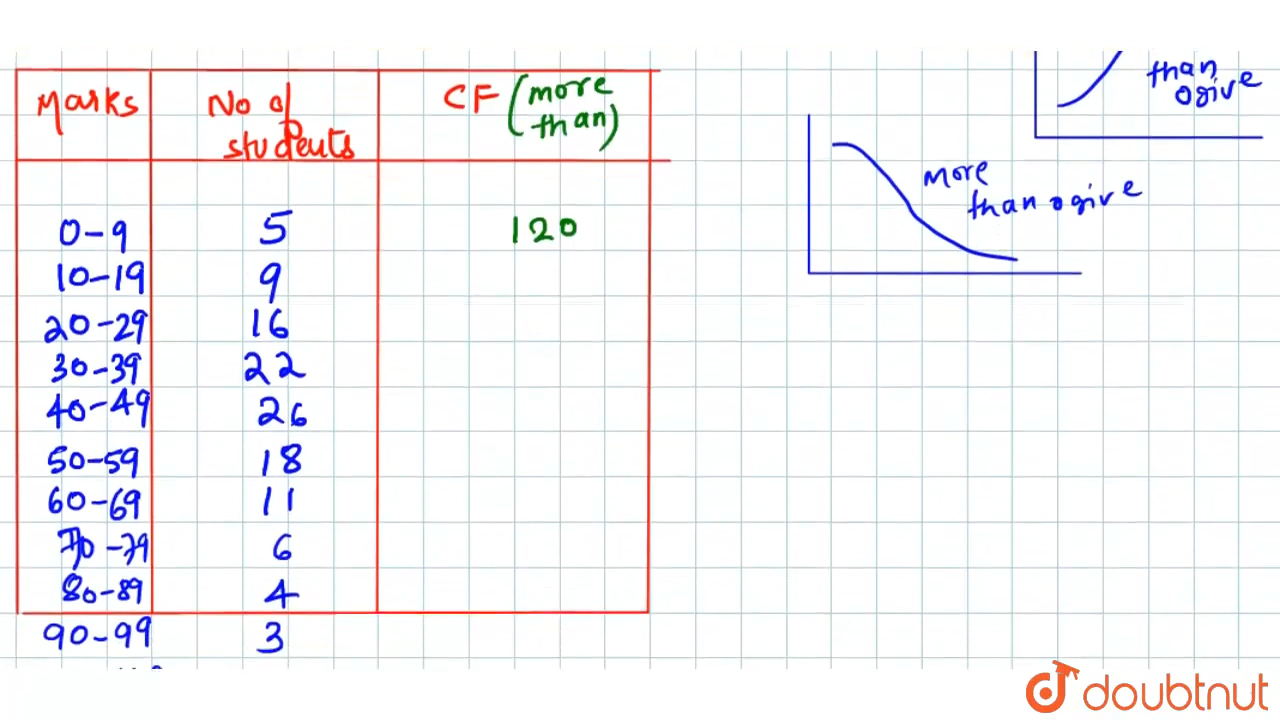 than
ogive
Marks No of students CF (more than)
more
than ogive
0-9 5 120
10-19 9
20-29 16
30-39 22
40-49 26
50-59 18
60-69 11
70-79 6
80-89 4
90-99 3
doubtnut